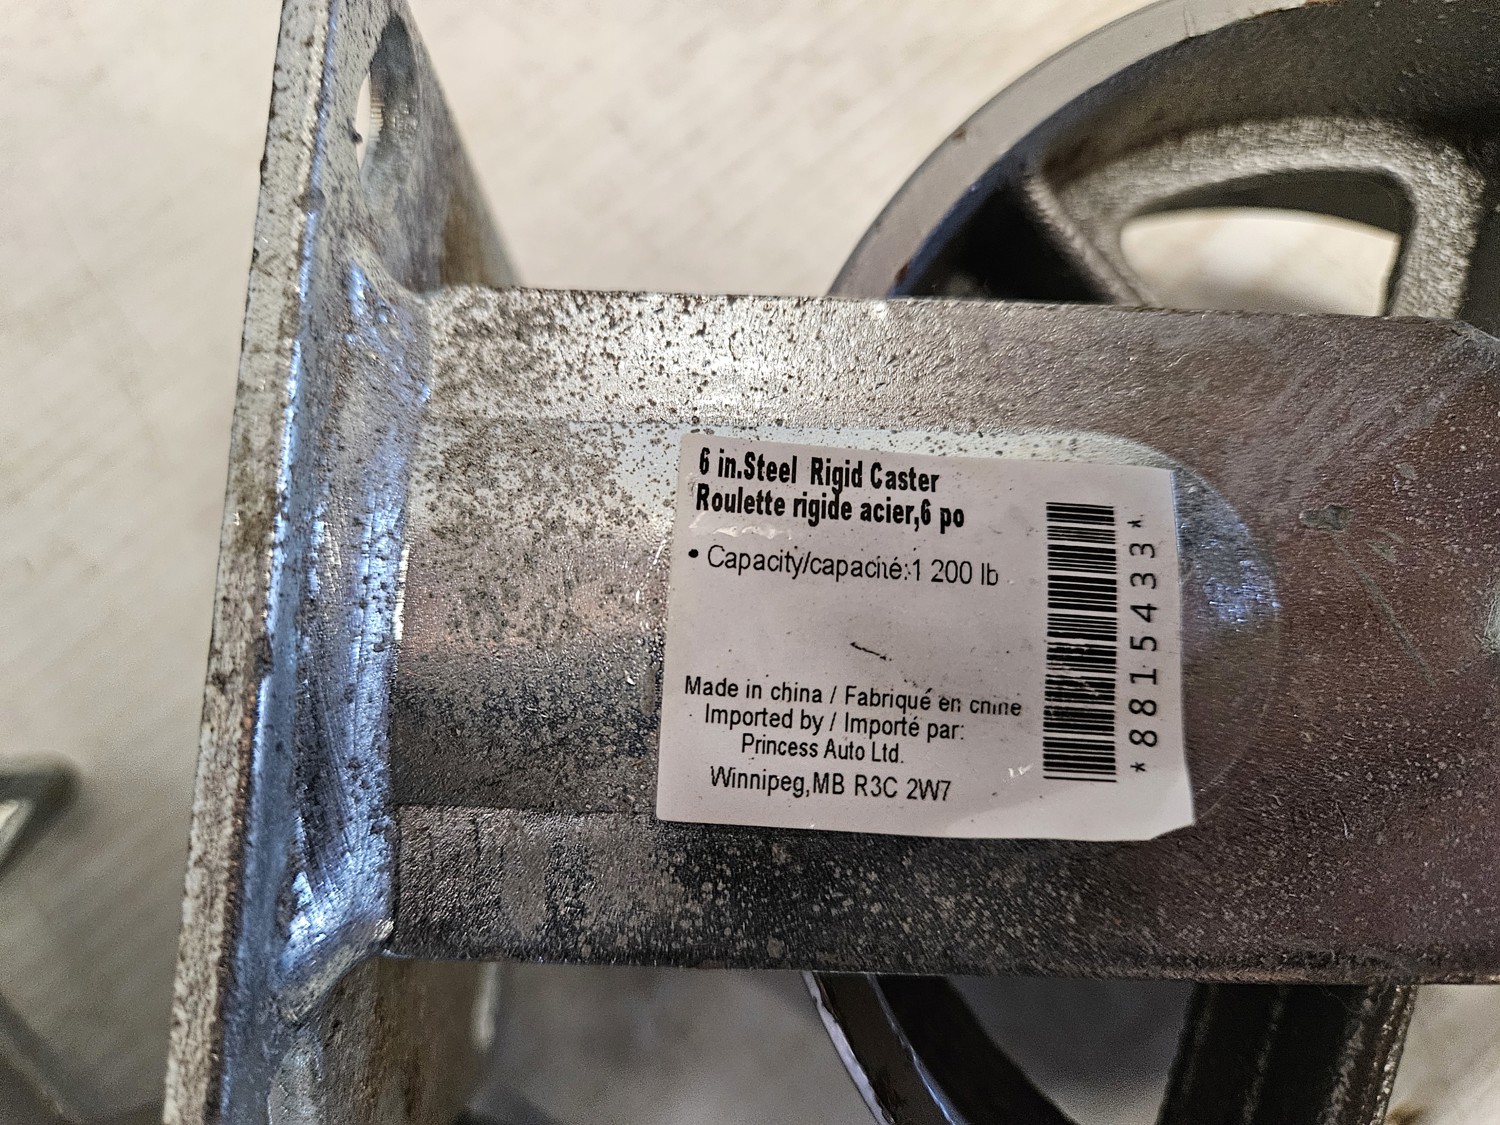 6 in.Steel Rigid Caster
Roulette rigide acier,6 po
• Capacity/capacité:1 200 lb
Made in china / Fabriqué en chine
Imported by / Importé par:
Princess Auto Ltd.
Winnipeg,MB R3C 2W7
*8815433*